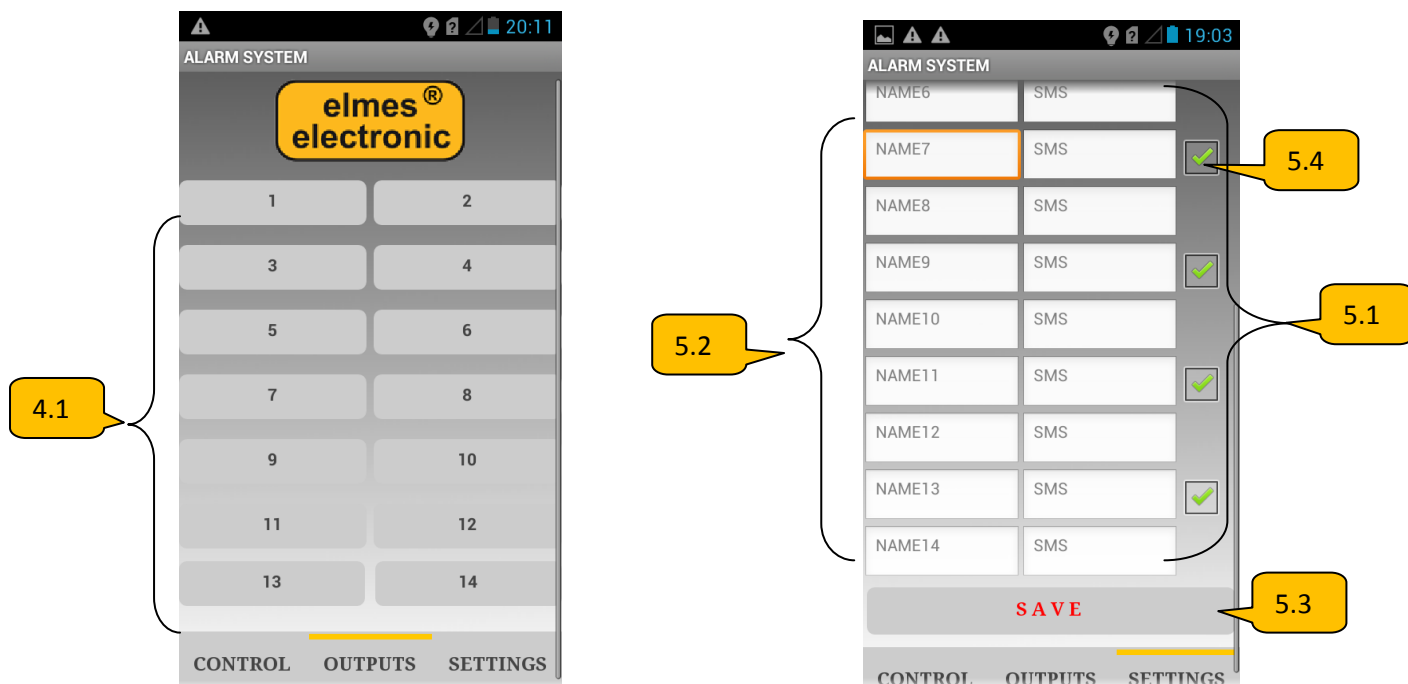 20:11
ALARM SYSTEM
elmes ®
electronic
1 2
3 4
5 6
7 8
9 10
11 12
13 14
CONTROL OUTPUTS SETTINGS
4.1
19:03
ALARM SYSTEM
NAME6 SMS
NAME7 SMS
NAME8 SMS
NAME9 SMS
NAME10 SMS
NAME11 SMS
NAME12 SMS
NAME13 SMS
NAME14 SMS
SAVE
CONTROL OUTPUTS SETTINGS
5.4
5.1
5.2
5.3